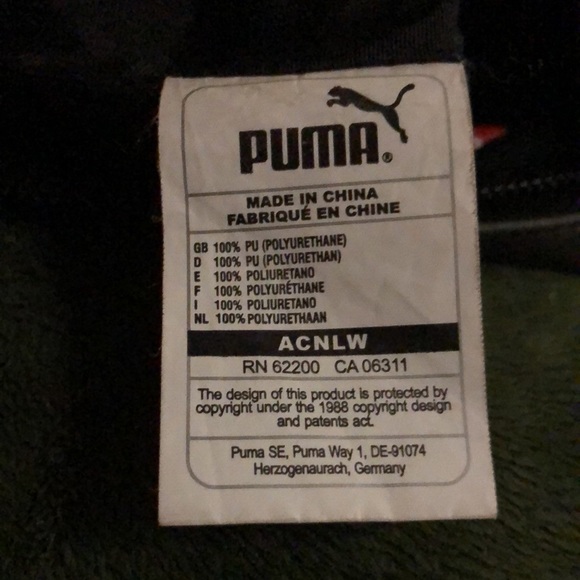 PUMA®
MADE IN CHINA
FABRIQUÉ EN CHINE
GB 100% PU (POLYURETHANE)
D 100% PU (POLYURETHAN)
E 100% POLIURETANO
F 100% POLYURÉTHANE
I 100% POLIURETANO
NL 100% POLYURETHAAN
ACNLW
RN 62200 CA 06311
The design of this product is protected by
copyright under the 1988 copyright design
and patents act.
Puma SE, Puma Way 1, DE-91074
Herzogenaurach, Germany